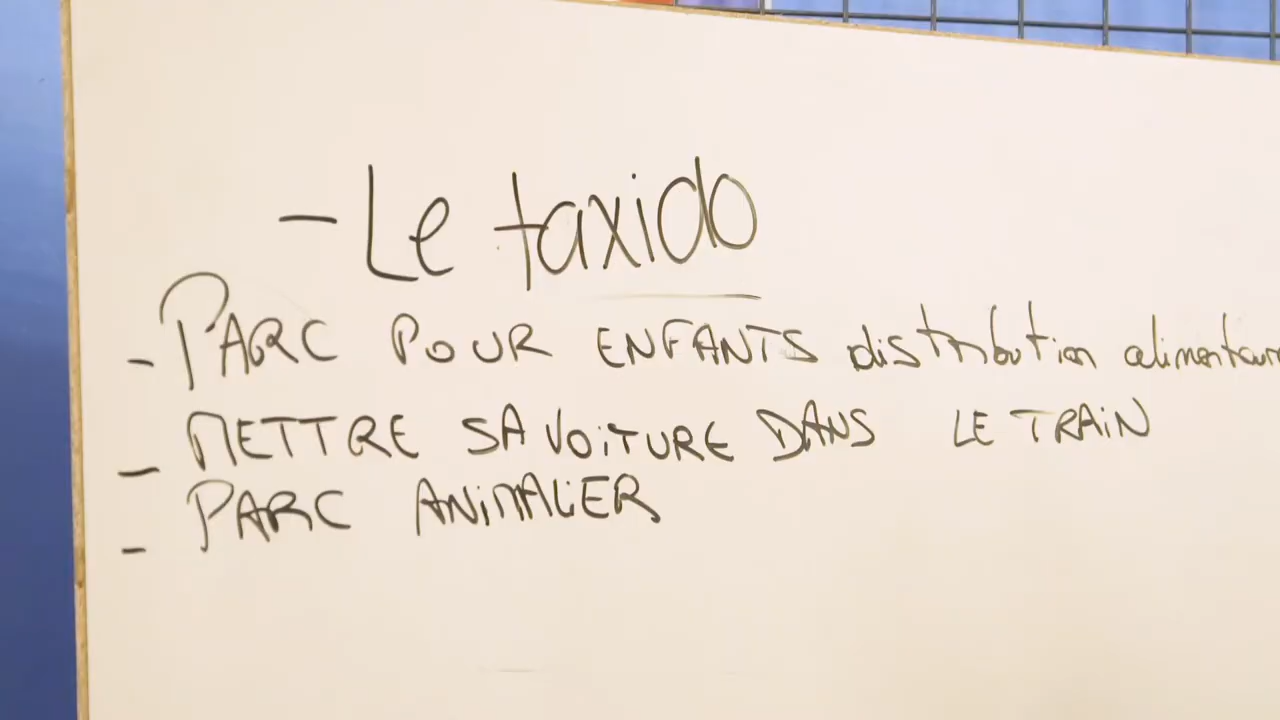 - Le taxido
- PARC POUR ENFANTS distribution
- METTRE SA VOITURE DANS LE TRAIN
- PARC ANIMALIER